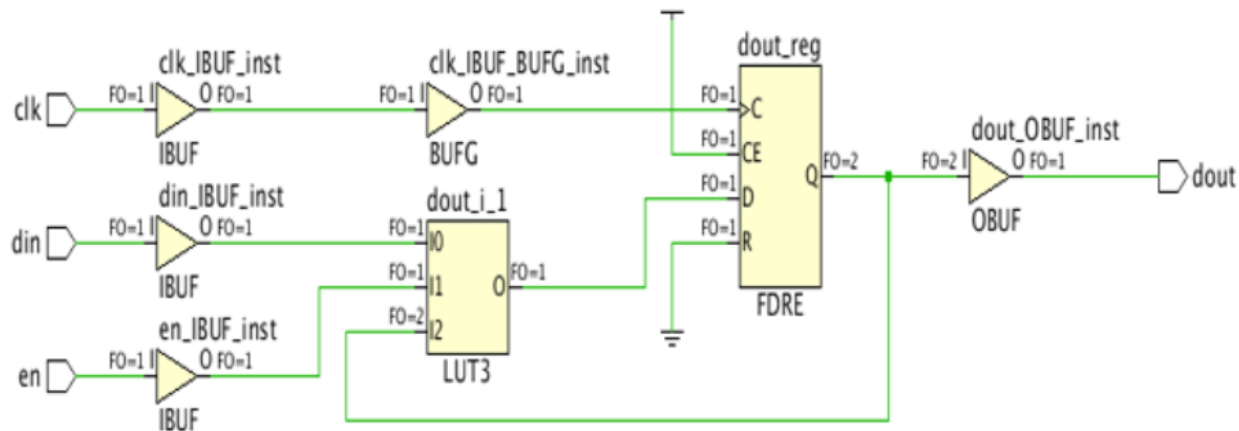 clk
FO=1 I
clk_IBUF_inst
O FO=1
IBUF
FO=1 I
clk_IBUF_BUFG_inst
O FO=1
BUFG
din
FO=1 I
din_IBUF_inst
O FO=1
IBUF
en
FO=1 I
en_IBUF_inst
O FO=1
IBUF
dout_i_1
FO=1 I0
FO=1 I1
FO=2 I2
O FO=1
LUT3
dout_reg
FO=1 C
FO=1 CE
FO=1 D
FO=1 R
Q FO=2
FDRE
dout_OBUF_inst
FO=2 I
O FO=1
OBUF
dout